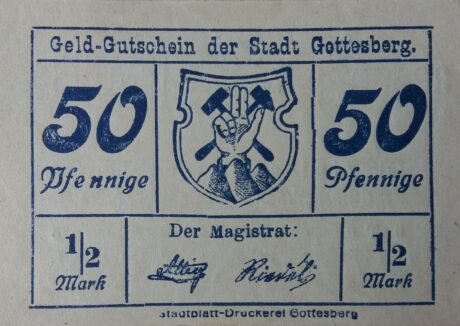 Geld-Gutschein der Stadt Gottesberg.
50 50
Pfennige Pfennige
Der Magistrat:
1/2 1/2
Mark Mark
Stadtblatt-Druckerei Gottesberg